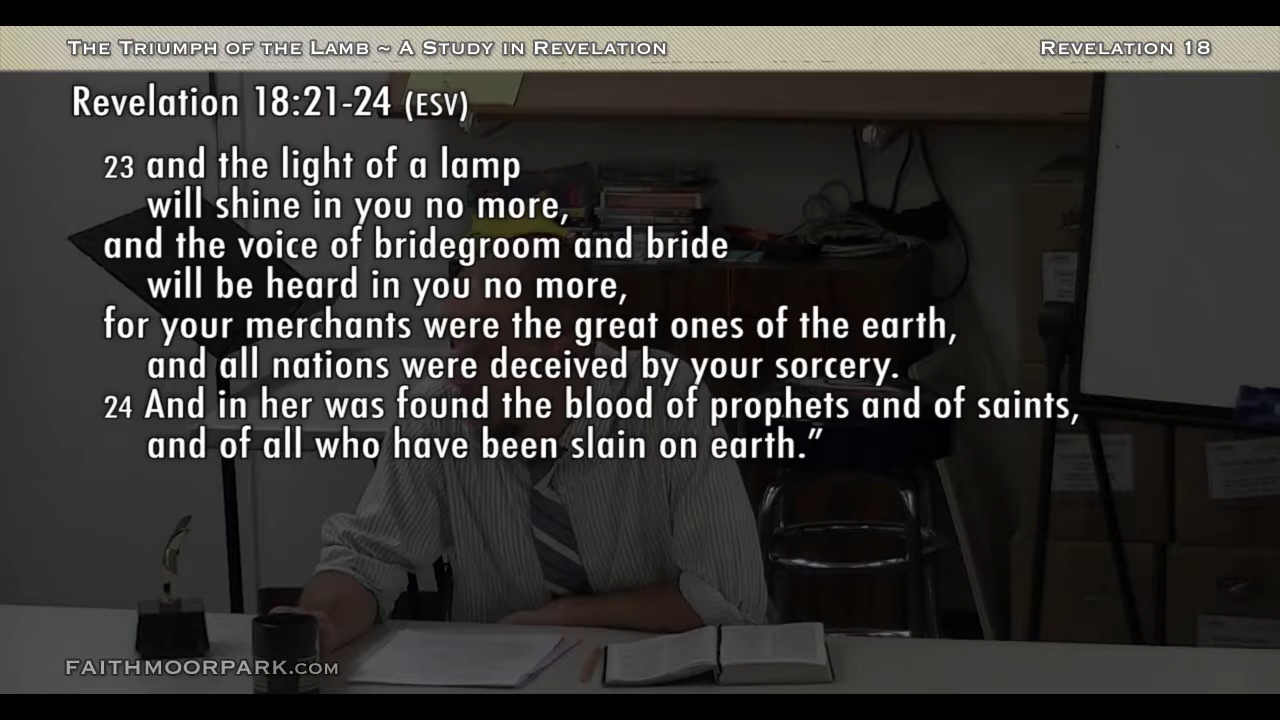 The Triumph of the Lamb ~ A Study in Revelation
Revelation 18
Revelation 18:21-24 (ESV)
23 and the light of a lamp
will shine in you no more,
and the voice of bridegroom and bride
will be heard in you no more,
for your merchants were the great ones of the earth,
and all nations were deceived by your sorcery.
24 And in her was found the blood of prophets and of saints,
and of all who have been slain on earth.”
FAITHMOORPARK.COM